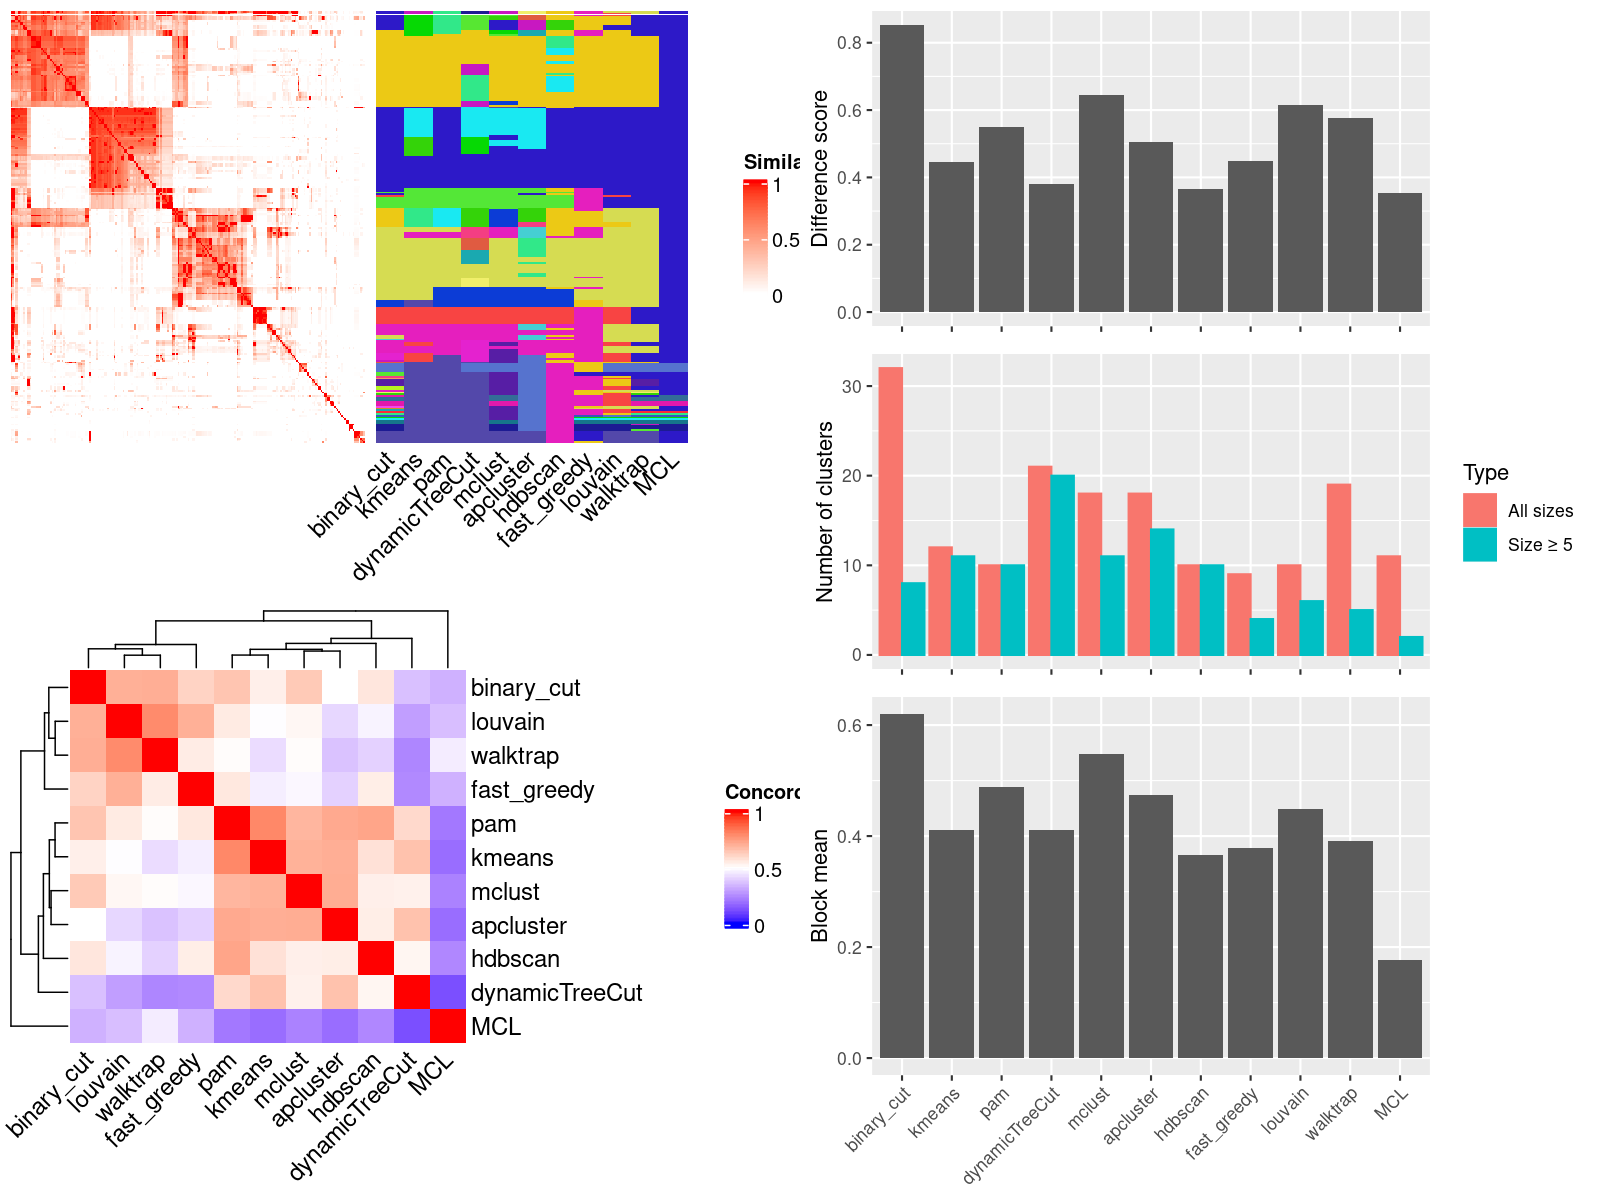 Simila
1
0.5
0
binary_cut
kmeans
pam
dynamicTreeCut
mclust
apcluster
hdbscan
fast_greedy
louvain
walktrap
MCL
binary_cut
louvain
walktrap
fast_greedy
pam
kmeans
mclust
apcluster
hdbscan
dynamicTreeCut
MCL
Concord
1
0.5
0
binary_cut
louvain
walktrap
fast_greedy
pam
kmeans
mclust
apcluster
hdbscan
dynamicTreeCut
MCL
Difference score
0.8
0.6
0.4
0.2
0.0
Number of clusters
30
20
10
0
Type
All sizes
Size ≥ 5
Block mean
0.6
0.4
0.2
0.0
binary_cut
kmeans
pam
dynamicTreeCut
mclust
apcluster
hdbscan
fast_greedy
louvain
walktrap
MCL